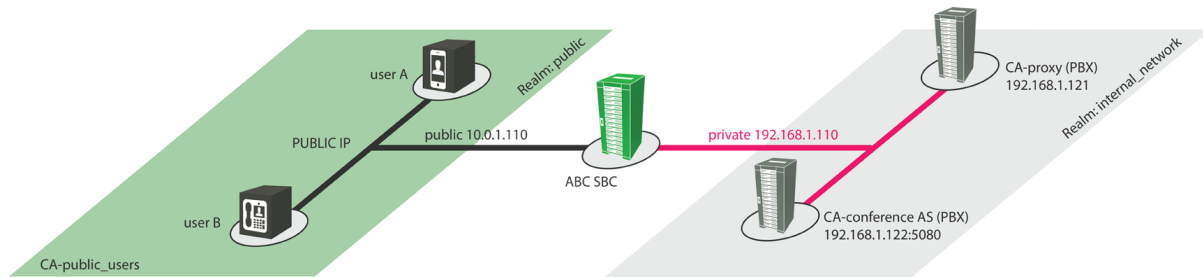 user A
Realm: public
PUBLIC IP
public 10.0.1.110
user B
CA-public_users
ABC SBC
private 192.168.1.110
CA-proxy (PBX)
192.168.1.121
Realm: internal_network
CA-conference AS (PBX)
192.168.1.122:5080